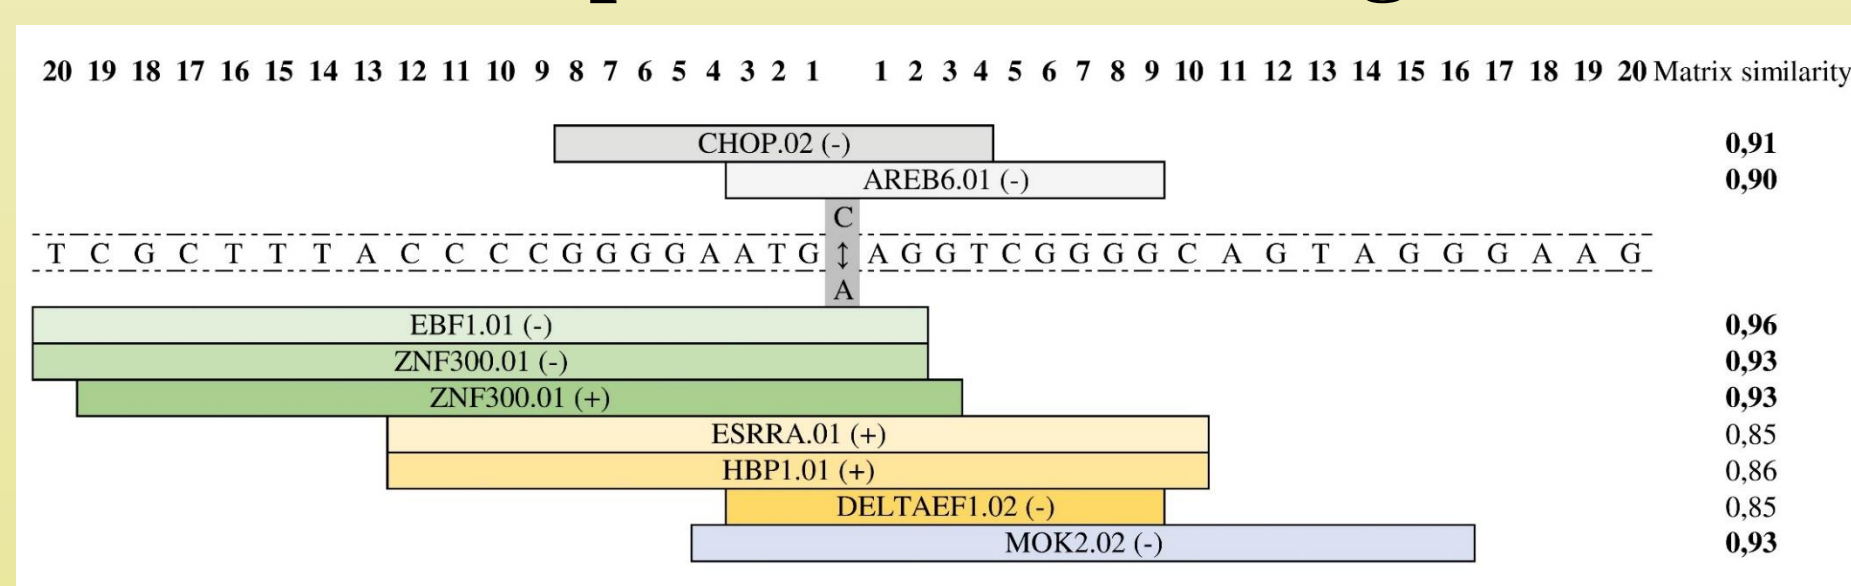 20 19 18 17 16 15 14 13 12 11 10 9 8 7 6 5 4 3 2 1 1 2 3 4 5 6 7 8 9 10 11 12 13 14 15 16 17 18 19 20 Matrix similarity
CHOP.02 (-) 0,91
AREB6.01 (-) 0,90
C
T C G C T T T A C C C C G G G G A A T G ↕ A G G T C G G G G C A G T A G G G A A G
A
EBF1.01 (-) 0,96
ZNF300.01 (-) 0,93
ZNF300.01 (+) 0,93
ESRRA.01 (+) 0,85
HBP1.01 (+) 0,86
DELTAEF1.02 (-) 0,85
MOK2.02 (-) 0,93